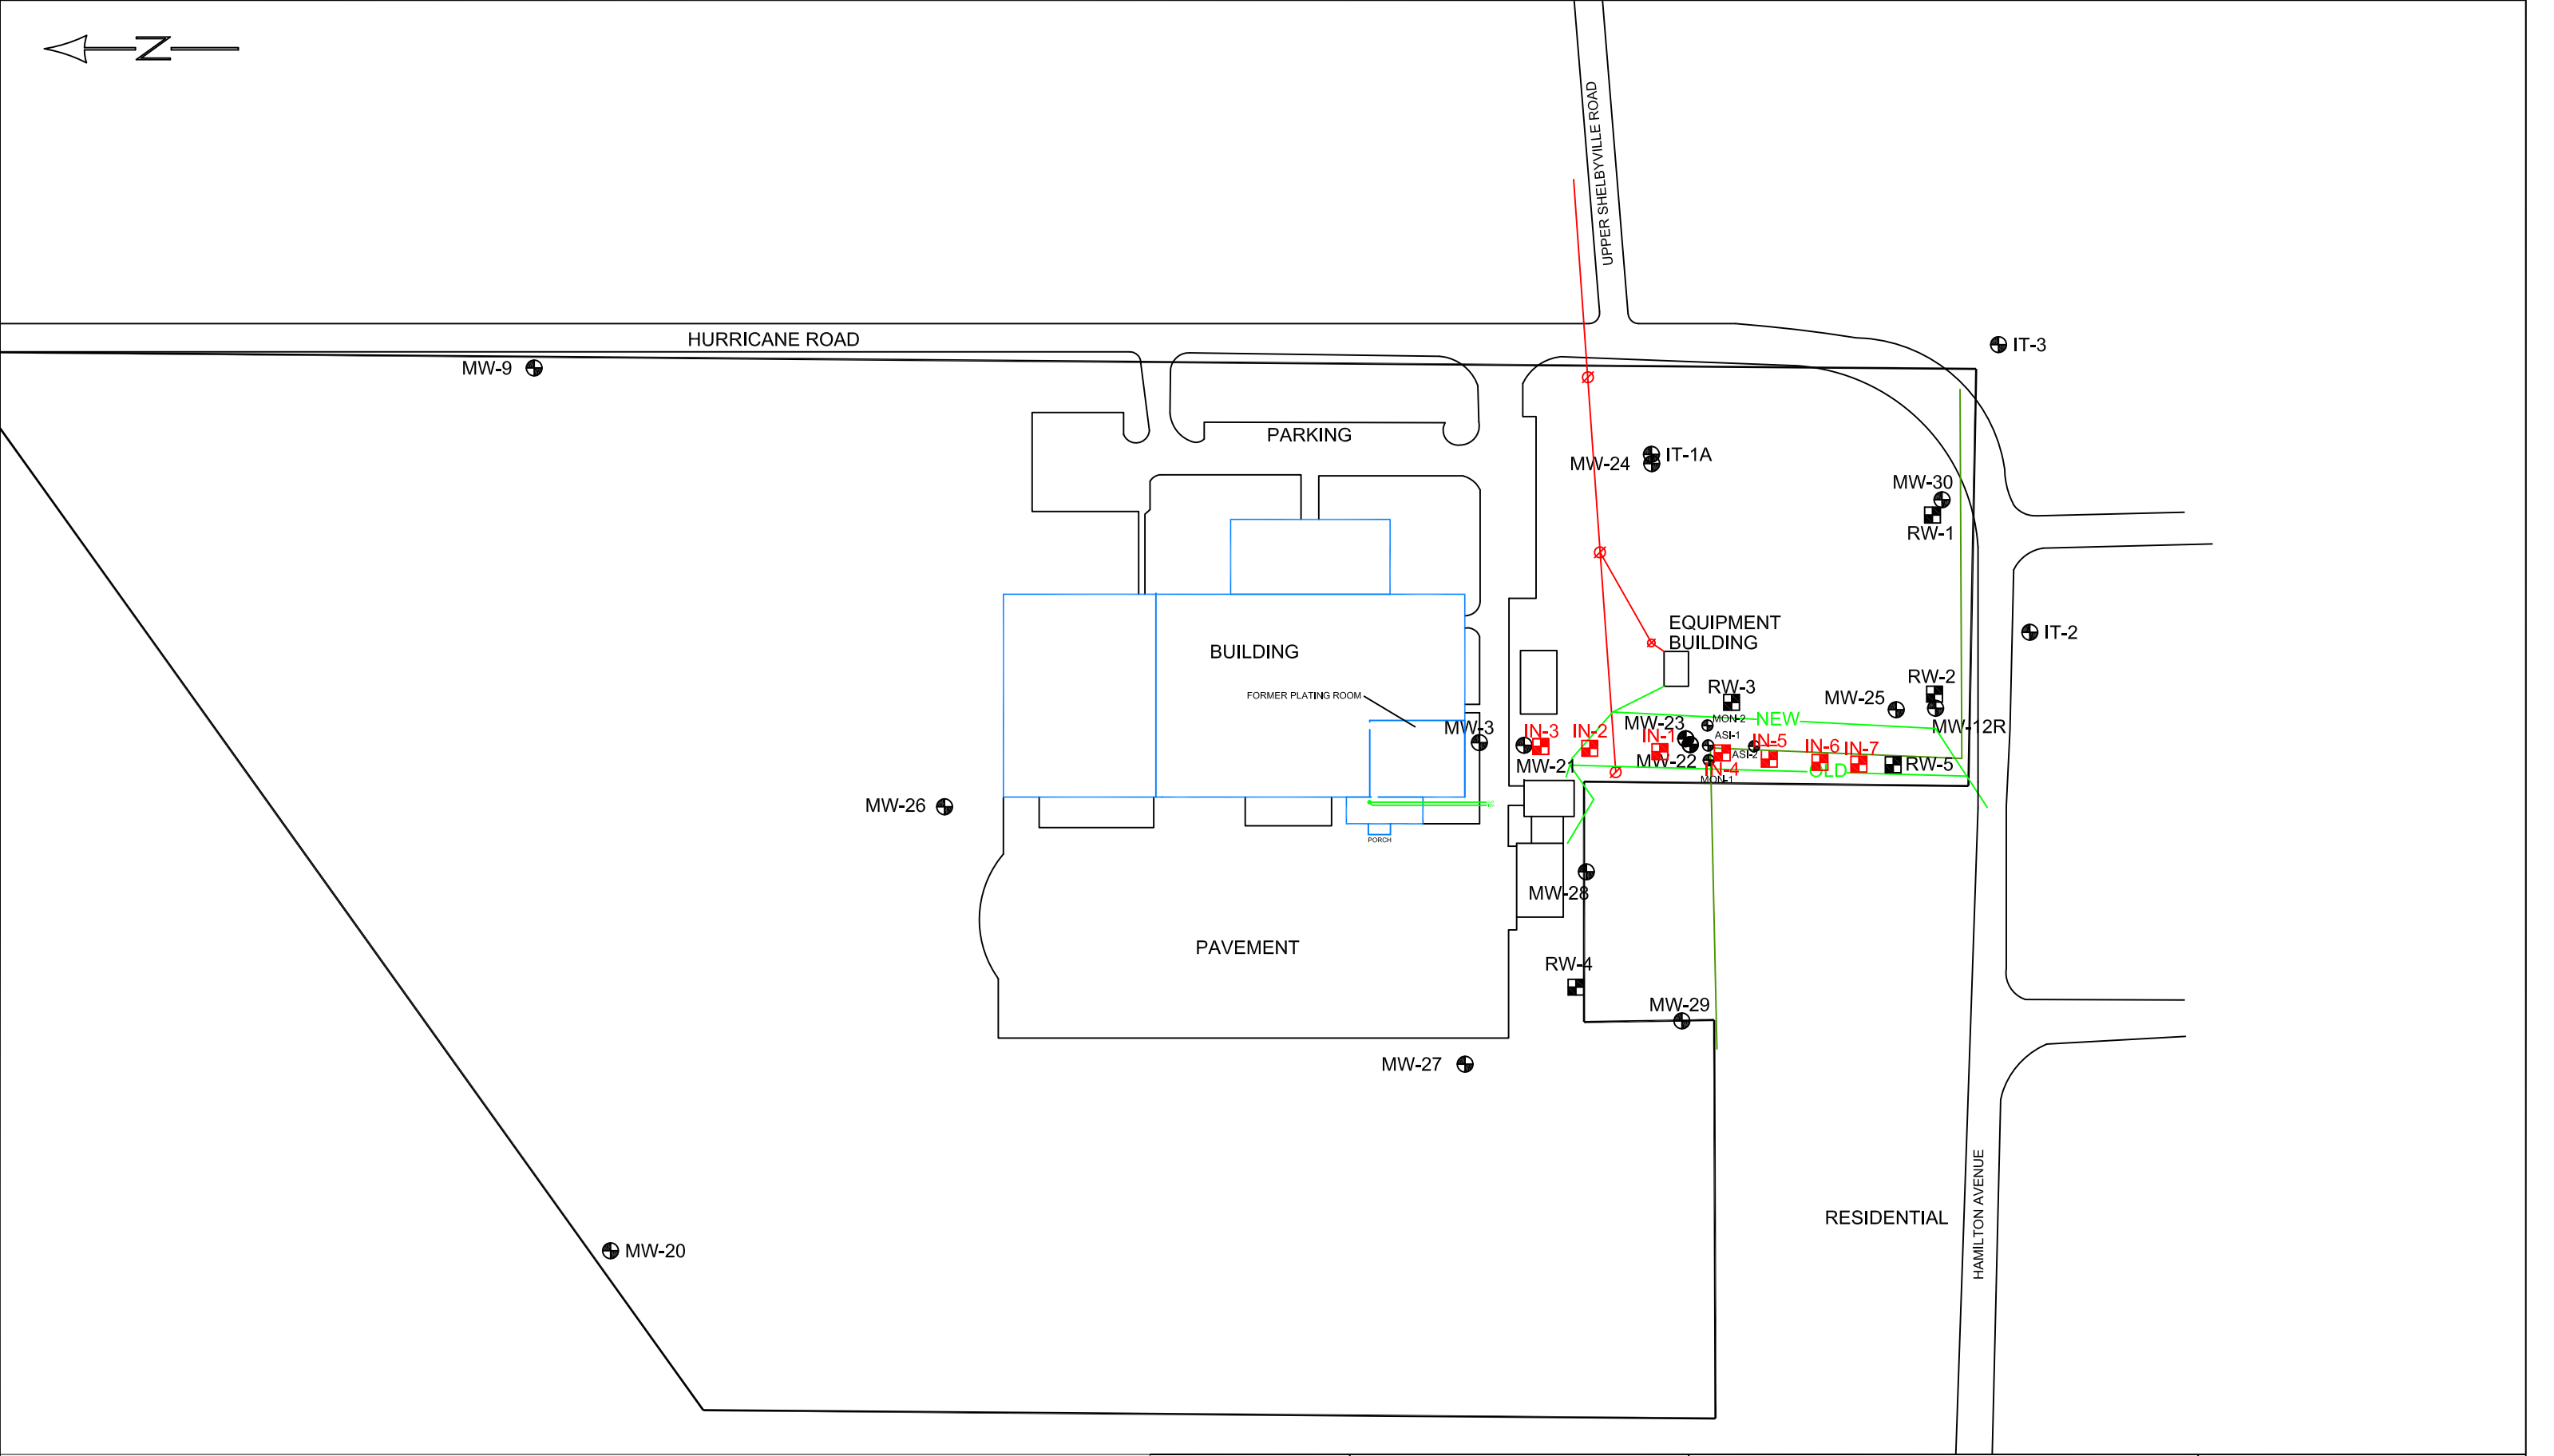 N
UPPER SHELBYVILLE ROAD
HURRICANE ROAD
IT-3
MW-9
PARKING
IT-1A
MW-24
MW-30
RW-1
EQUIPMENT
BUILDING
IT-2
BUILDING
RW-2
RW-3
FORMER PLATING ROOM
MW-25
MON-2
NEW
MW-23
MW-3
MW-12R
IN-3
IN-2
IN-1
ASI-1
IN-5
IN-6
IN-7
ASI-2
MW-22
MW-21
RW-5
IN-4
OLD
MON-1
MW-26
PORCH
MW-28
PAVEMENT
RW-4
MW-29
MW-27
RESIDENTIAL
HAMILTON AVENUE
MW-20